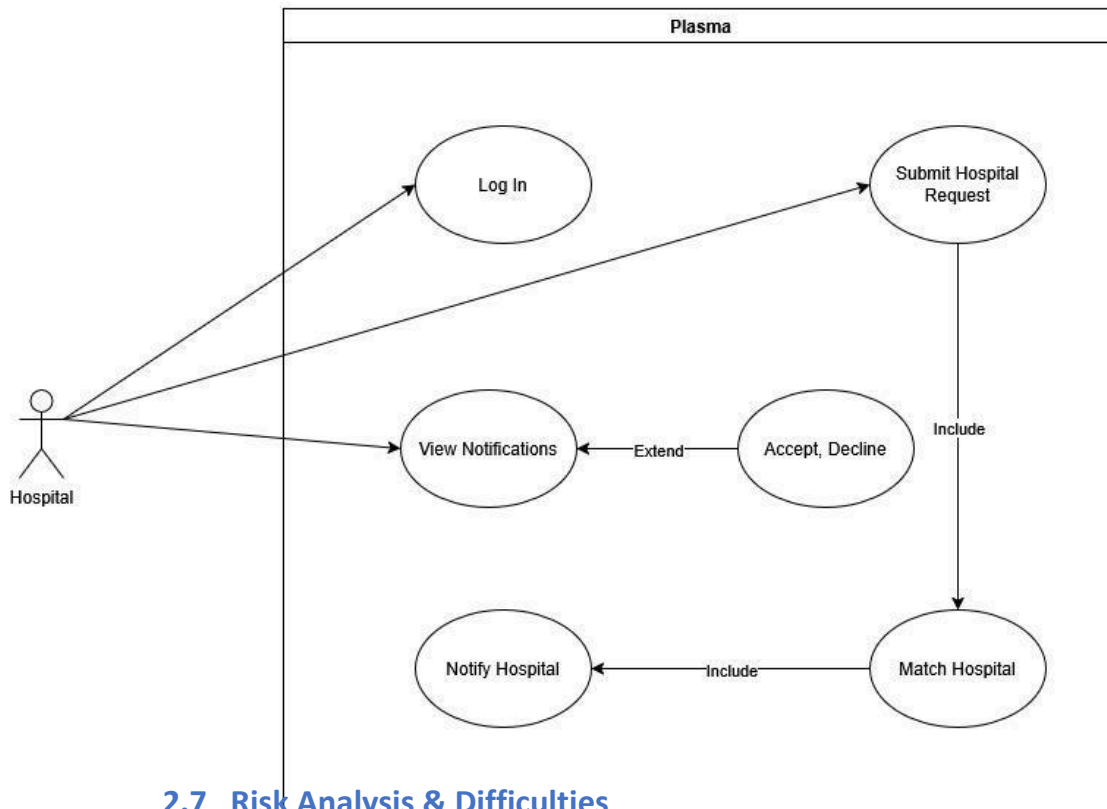 Plasma
Log In
Submit Hospital
Request
View Notifications
Extend
Accept, Decline
Include
Hospital
Notify Hospital
Include
Match Hospital
2.7 Risk Analysis & Difficulties